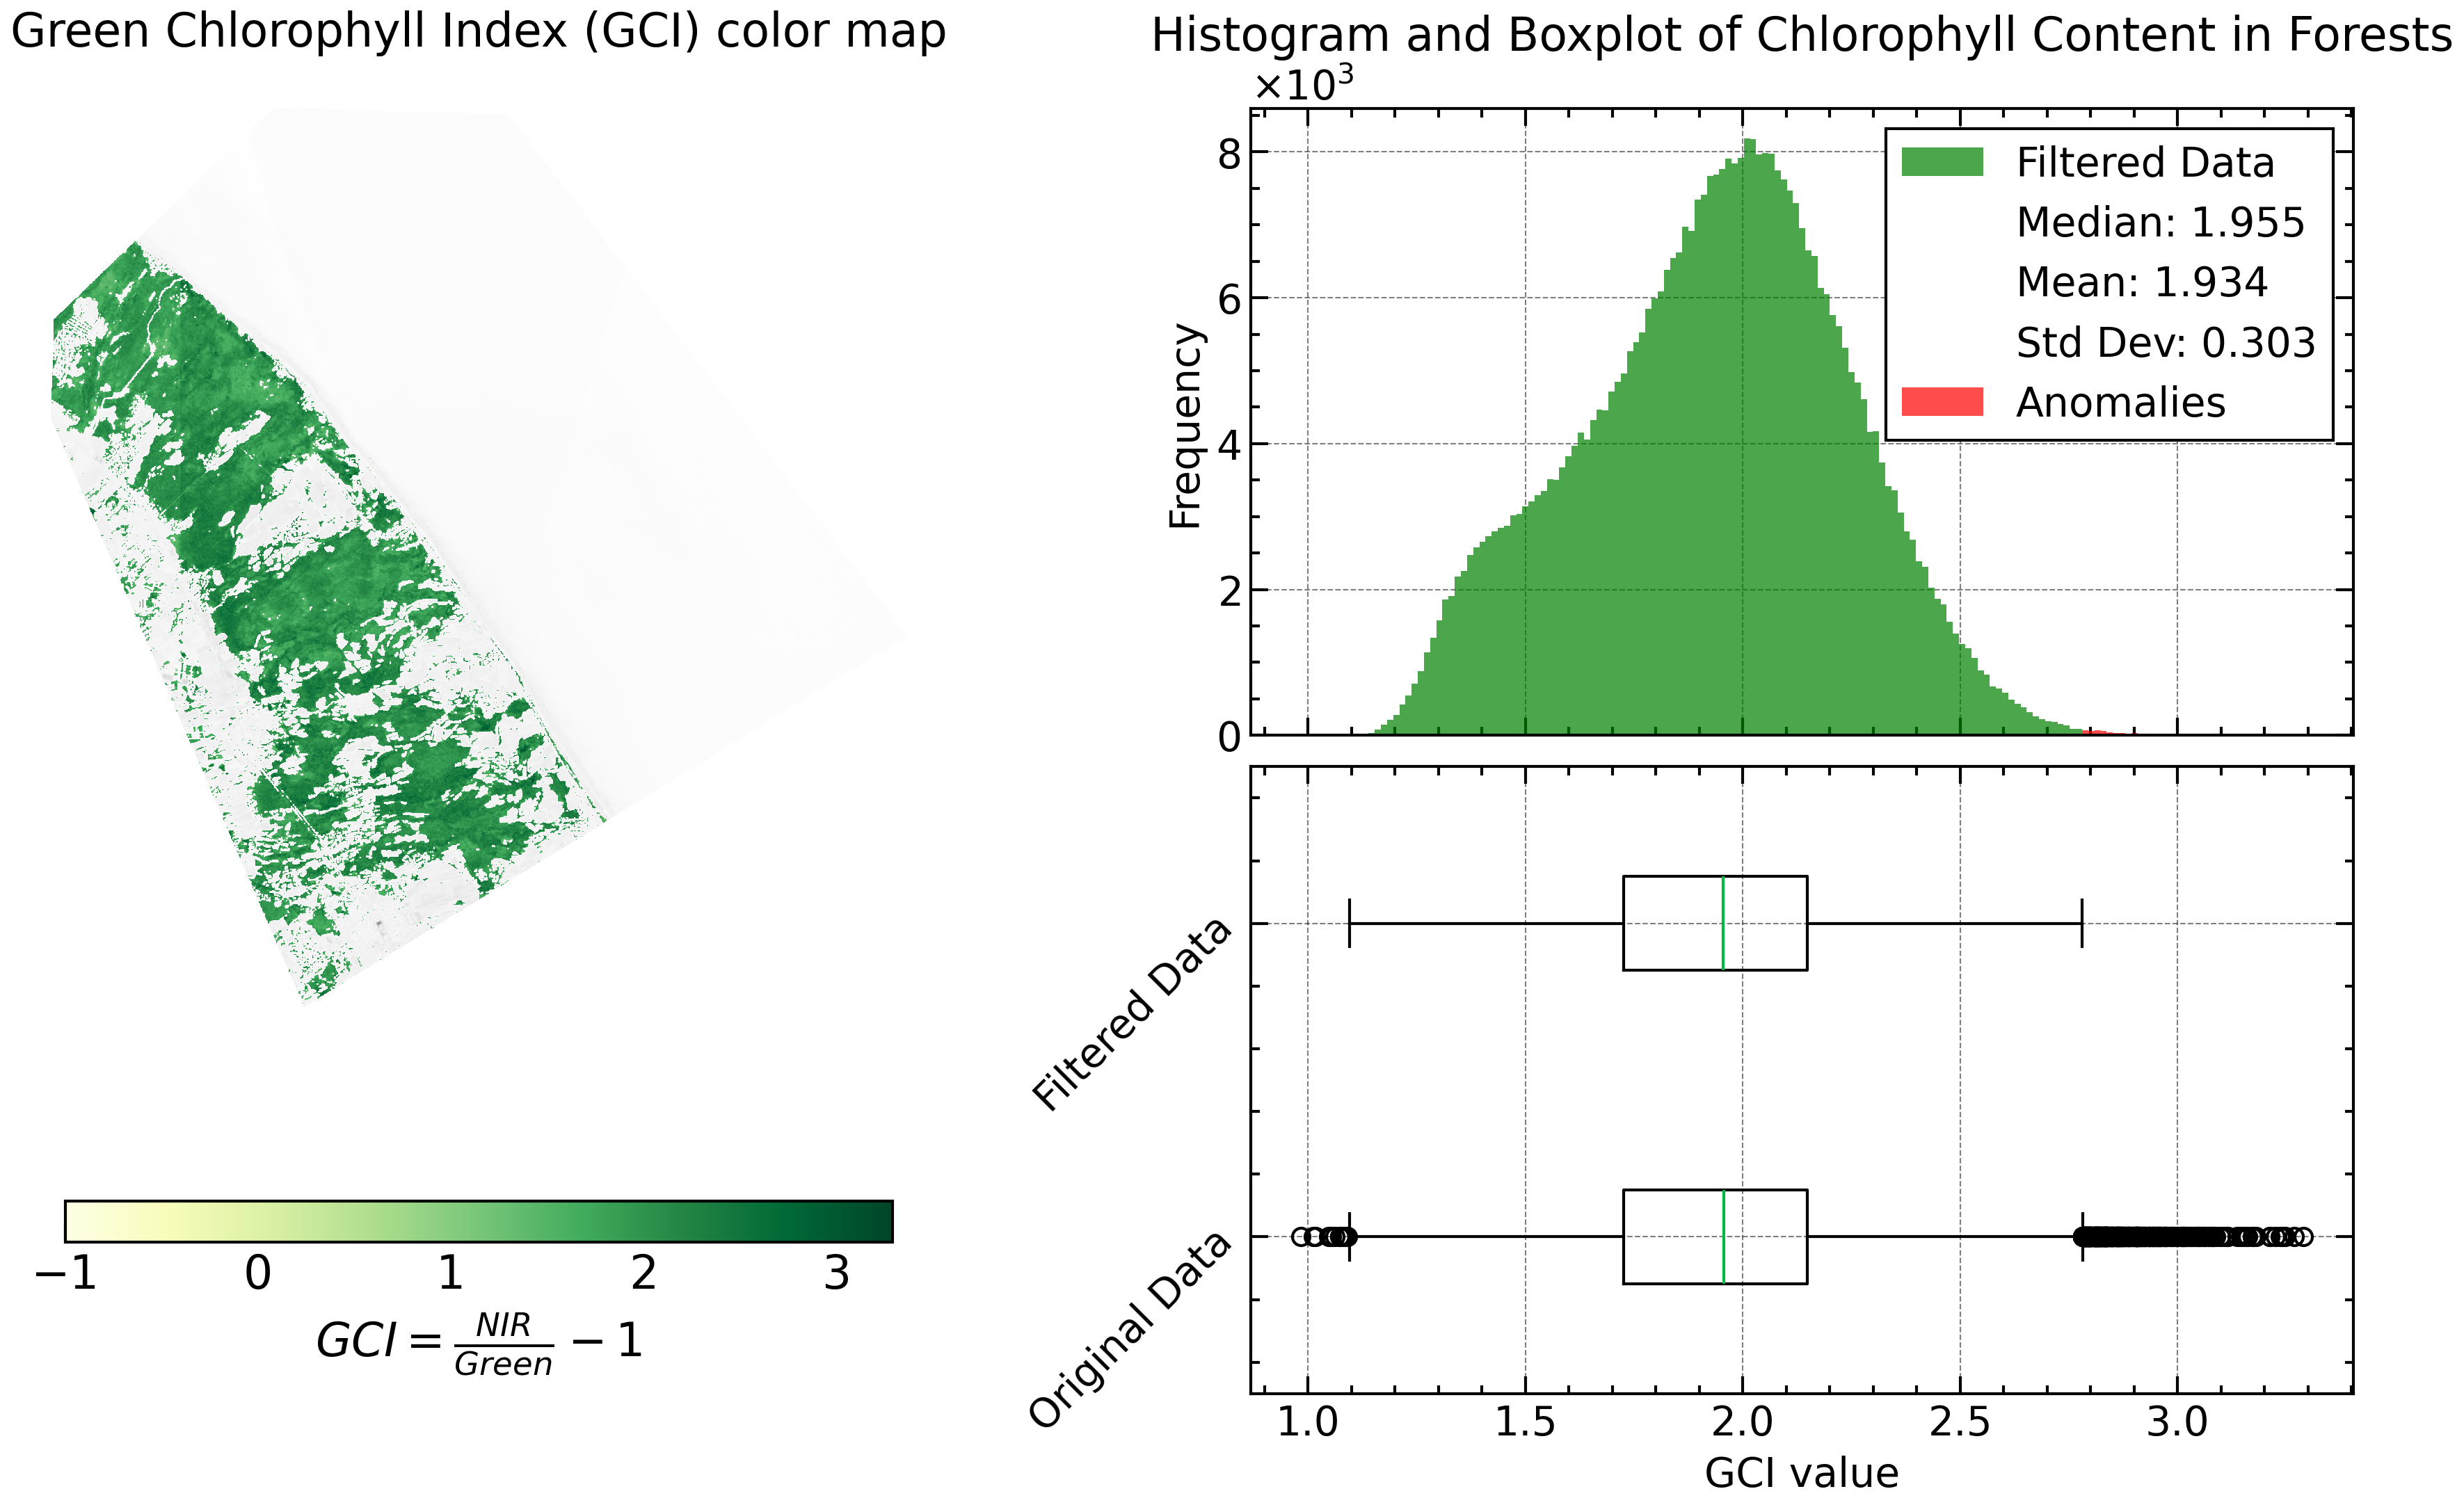 Green Chlorophyll Index (GCI) color map
−1 0 1 2 3
GCI = NIR/Green − 1
Histogram and Boxplot of Chlorophyll Content in Forests
×10³
8
6
4
2
0
Frequency
Filtered Data
Median: 1.955
Mean: 1.934
Std Dev: 0.303
Anomalies
Filtered Data
Original Data
1.0 1.5 2.0 2.5 3.0
GCI value